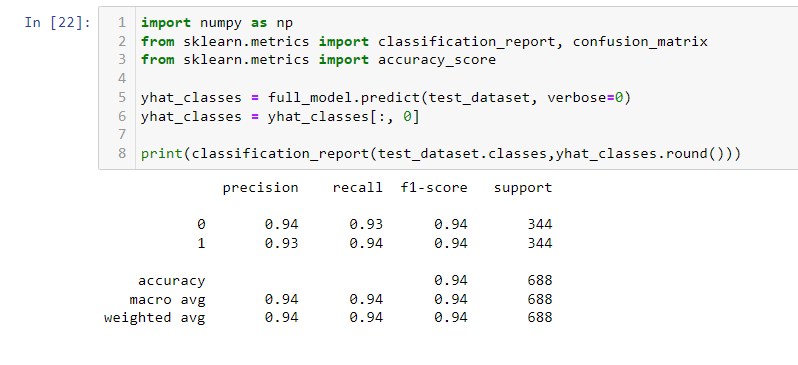 In [22]:
1 import numpy as np
2 from sklearn.metrics import classification_report, confusion_matrix
3 from sklearn.metrics import accuracy_score
4
5 yhat_classes = full_model.predict(test_dataset, verbose=0)
6 yhat_classes = yhat_classes[:, 0]
7
8 print(classification_report(test_dataset.classes,yhat_classes.round()))
precision recall f1-score support
0 0.94 0.93 0.94 344
1 0.93 0.94 0.94 344
accuracy 0.94 688
macro avg 0.94 0.94 0.94 688
weighted avg 0.94 0.94 0.94 688